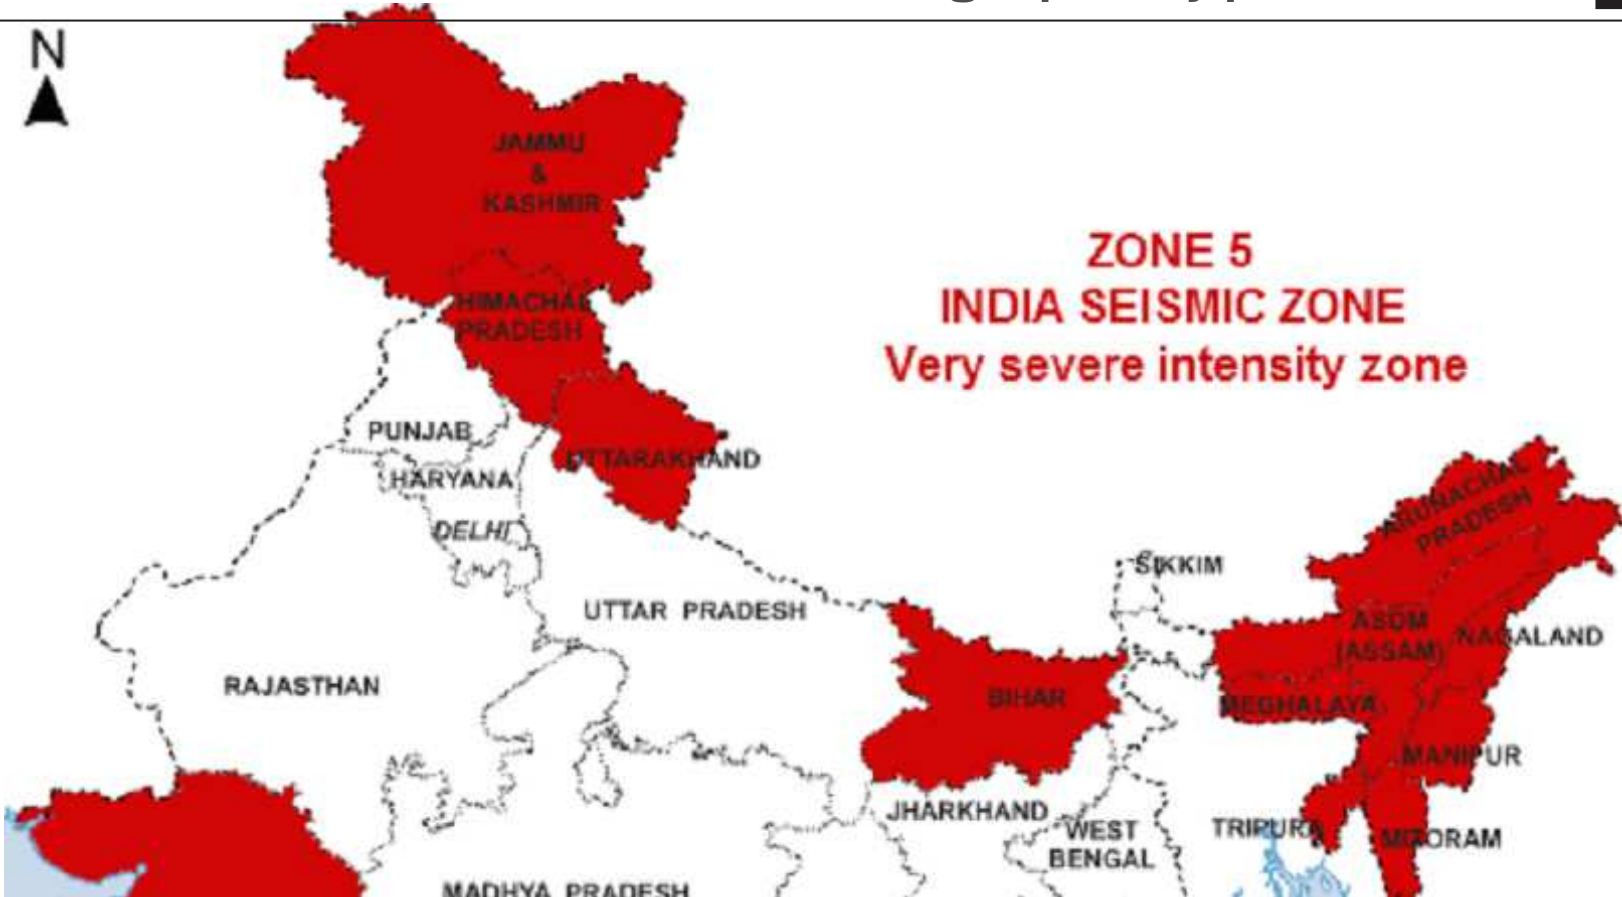 N
JAMMU
&
KASHMIR
ZONE 5
INDIA SEISMIC ZONE
Very severe intensity zone
HIMACHAL
PRADESH
PUNJAB
UTTARAKHAND
HARYANA
DELHI
ARUNACHAL
PRADESH
SIKKIM
UTTAR PRADESH
ASOM
(ASSAM)
NAGALAND
RAJASTHAN
BIHAR
MEGHALAYA
MANIPUR
JHARKHAND
WEST
BENGAL
TRIPURA
MIZORAM
MADHYA PRADESH